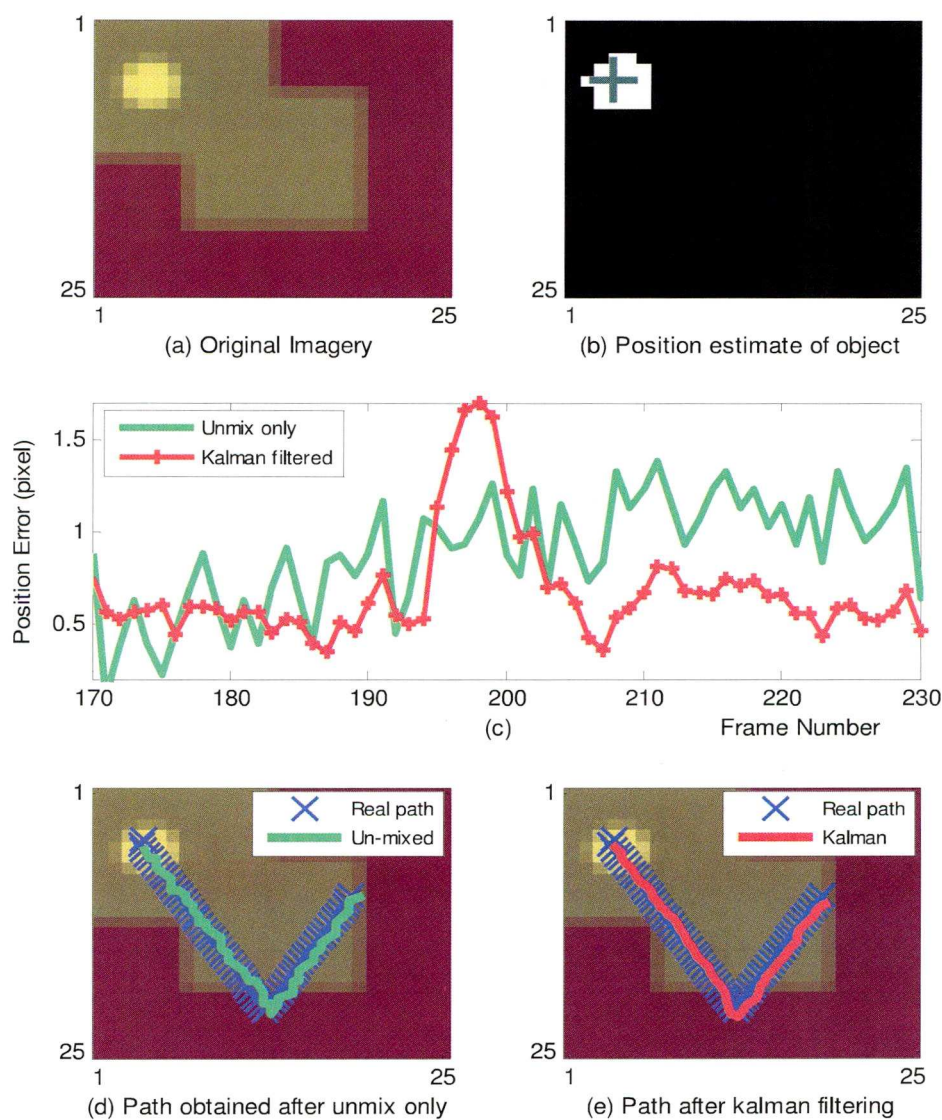 1
25
1
25
(a) Original Imagery
1
25
1
25
(b) Position estimate of object
Position Error (pixel)
1.5
1
0.5
Unmix only
Kalman filtered
170
180
190
200
210
220
230
(c)
Frame Number
1
25
1
25
Real path
Un-mixed
(d) Path obtained after unmix only
1
25
1
25
Real path
Kalman
(e) Path after kalman filtering